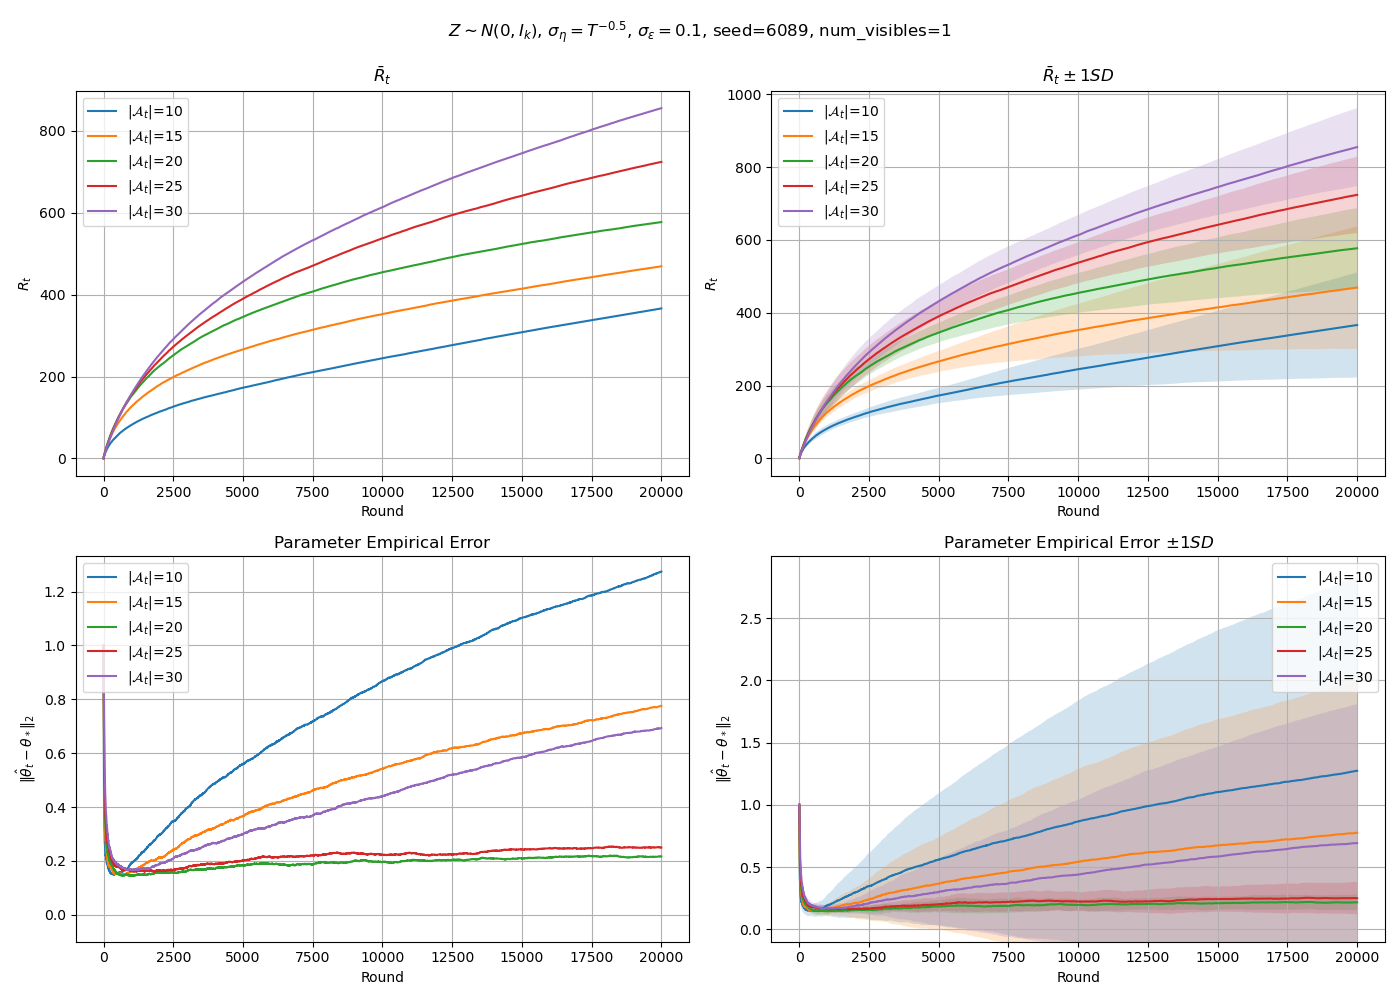 Z ∼ N(0, I_k), σ_η = T^{−0.5}, σ_ε = 0.1, seed=6089, num_visibles=1
R̄_t
R_t
800
600
400
200
0
|𝒜_t|=10
|𝒜_t|=15
|𝒜_t|=20
|𝒜_t|=25
|𝒜_t|=30
0 2500 5000 7500 10000 12500 15000 17500 20000
Round
R̄_t ± 1SD
R_t
1000
800
600
400
200
0
|𝒜_t|=10
|𝒜_t|=15
|𝒜_t|=20
|𝒜_t|=25
|𝒜_t|=30
0 2500 5000 7500 10000 12500 15000 17500 20000
Round
Parameter Empirical Error
‖θ̂_t − θ_*‖_2
1.2
1.0
0.8
0.6
0.4
0.2
0.0
|𝒜_t|=10
|𝒜_t|=15
|𝒜_t|=20
|𝒜_t|=25
|𝒜_t|=30
0 2500 5000 7500 10000 12500 15000 17500 20000
Round
Parameter Empirical Error ±1SD
‖θ̂_t − θ_*‖_2
2.5
2.0
1.5
1.0
0.5
0.0
|𝒜_t|=10
|𝒜_t|=15
|𝒜_t|=20
|𝒜_t|=25
|𝒜_t|=30
0 2500 5000 7500 10000 12500 15000 17500 20000
Round